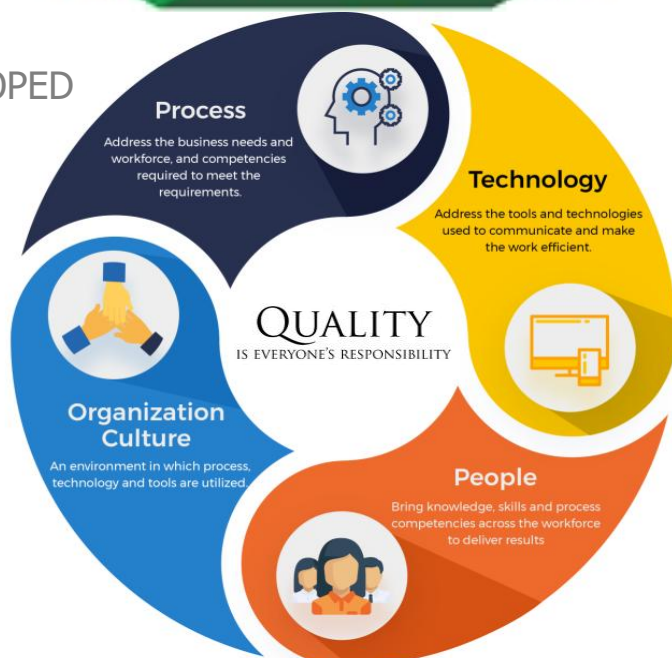 OPED
Process
Address the business needs and
workforce, and competencies
required to meet the
requirements.
Technology
Address the tools and technologies
used to communicate and make
the work efficient.
QUALITY
IS EVERYONE'S RESPONSIBILITY
Organization
Culture
An environment in which process,
technology and tools are utilized.
People
Bring knowledge, skills and process
competencies across the workforce
to deliver results